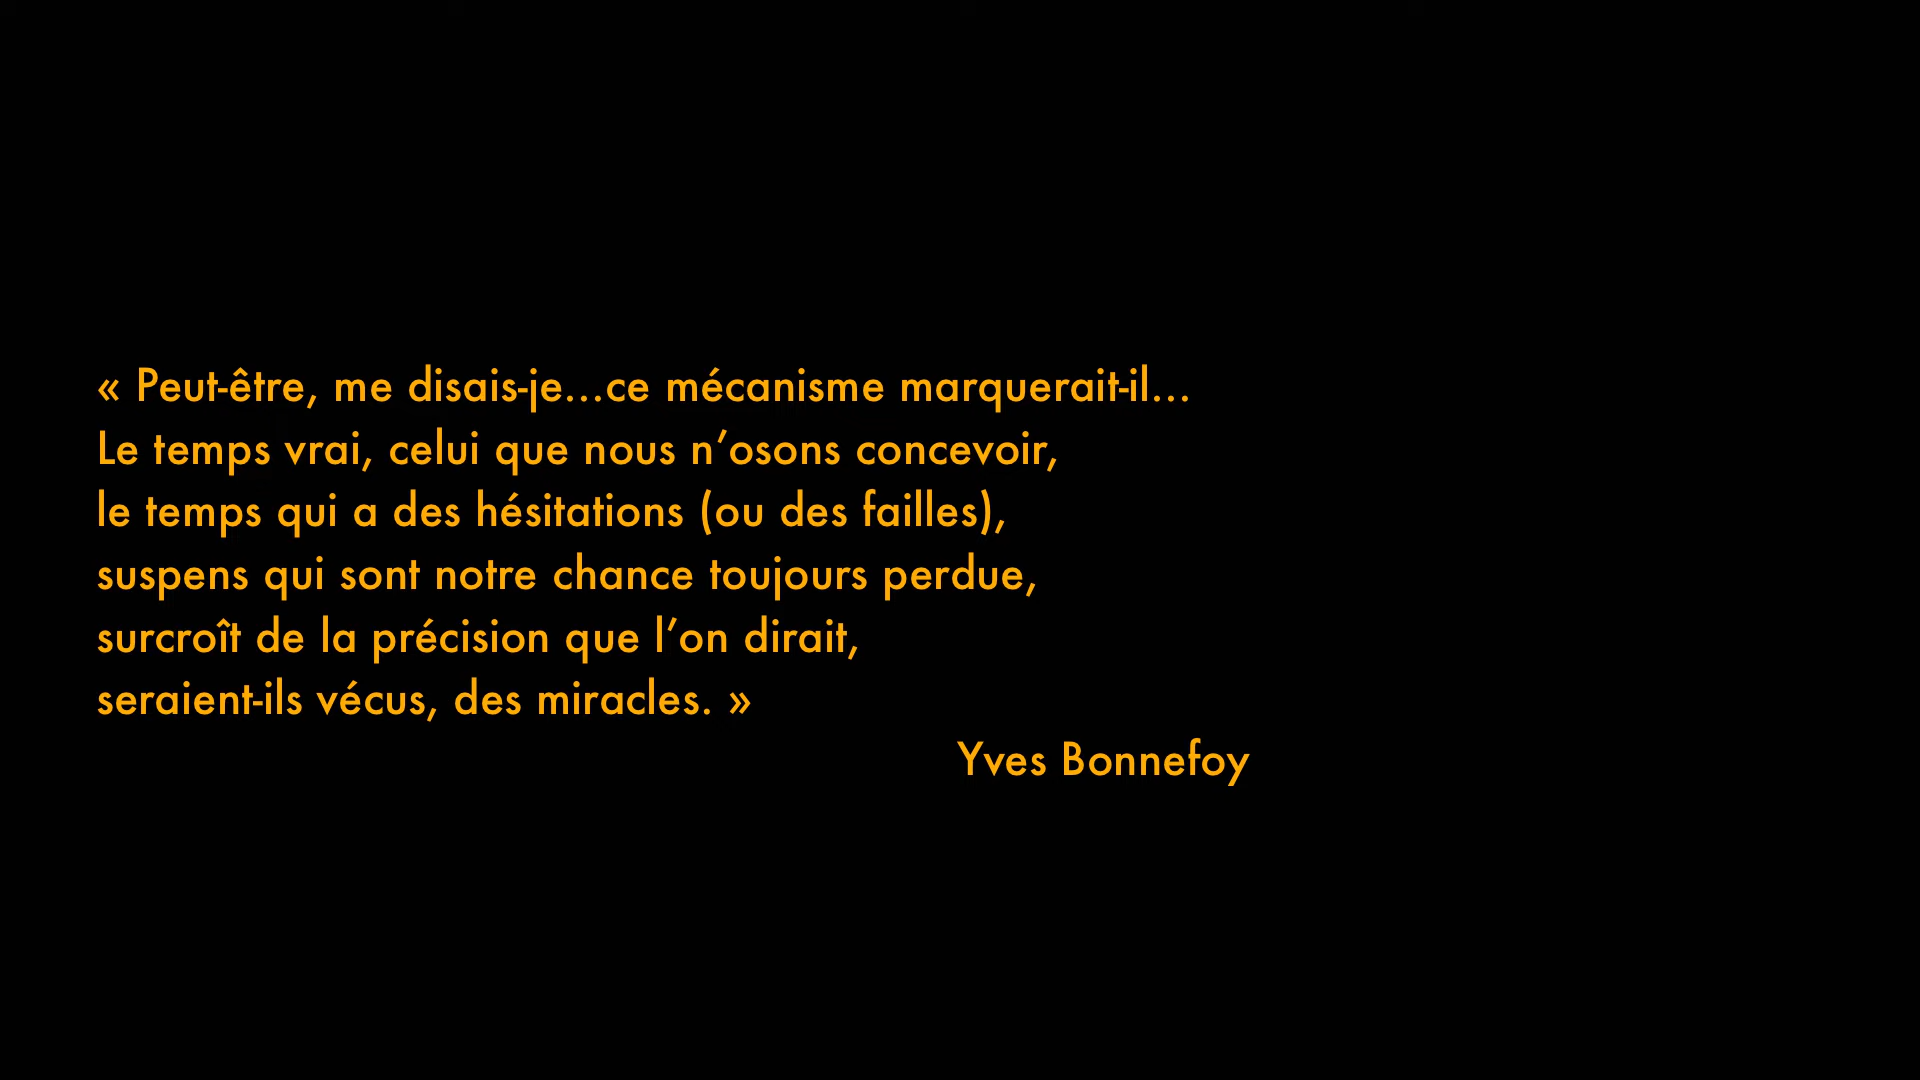 « Peut-être, me disais-je...ce mécanisme marquerait-il...
Le temps vrai, celui que nous n’osons concevoir,
le temps qui a des hésitations (ou des failles),
suspens qui sont notre chance toujours perdue,
surcroît de la précision que l’on dirait,
seraient-ils vécus, des miracles. »
Yves Bonnefoy